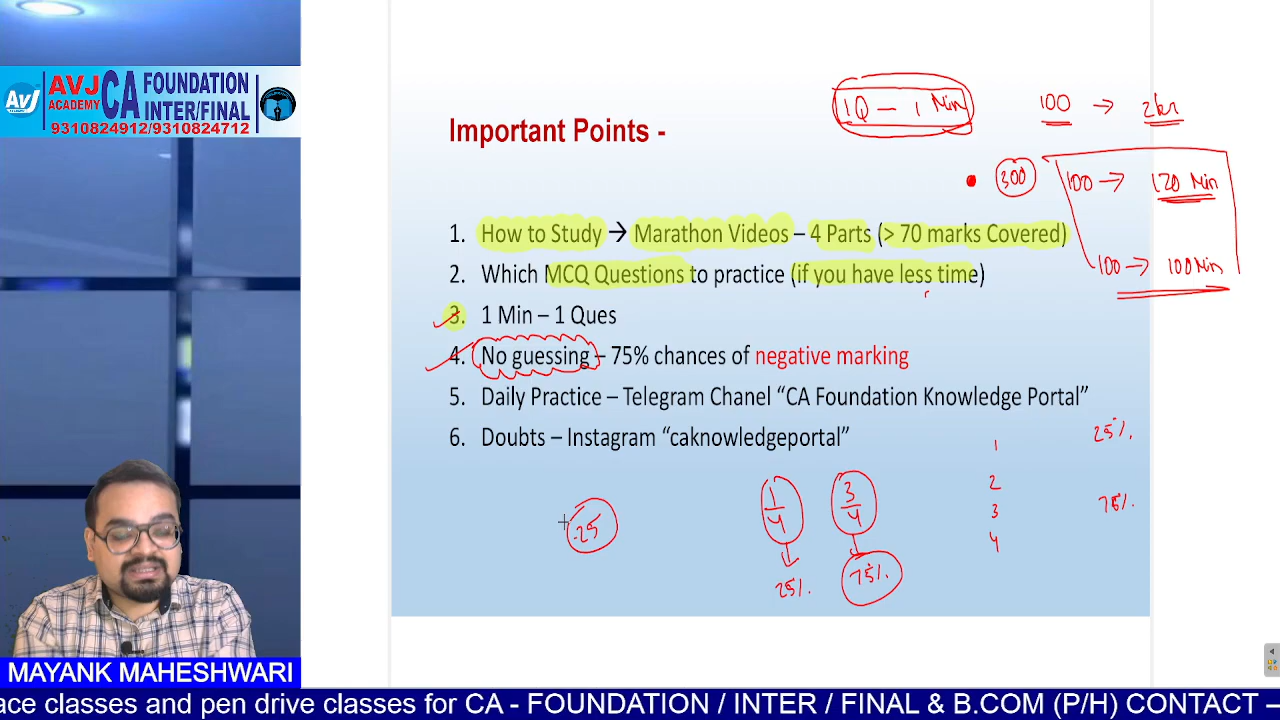 AVJ
ACADEMY
CA
FOUNDATION
INTER/FINAL
9310824912/9310824712
AVJ
Important Points -
1Q - 1 Min
100 → 2hr
300
100 → 120 Min
100 → 100 Min
1. How to Study → Marathon Videos – 4 Parts (> 70 marks Covered)
2. Which MCQ Questions to practice (if you have less time)
3. 1 Min – 1 Ques
4. No guessing – 75% chances of negative marking
5. Daily Practice – Telegram Chanel “CA Foundation Knowledge Portal”
6. Doubts – Instagram “caknowledgeportal”
1 25%.
2
3 75%.
4
.25
1/4 3/4
25%. 75%.
MAYANK MAHESHWARI
ace classes and pen drive classes for CA - FOUNDATION / INTER / FINAL & B.COM (P/H) CONTACT –